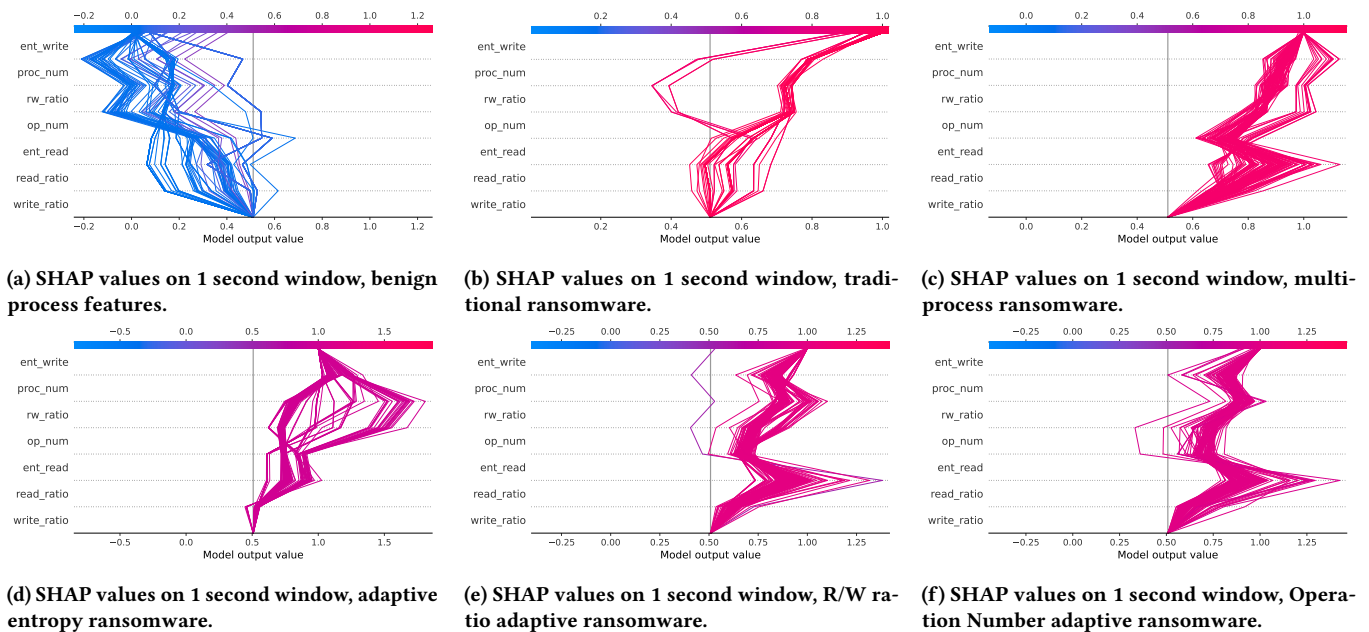 −0.2 0.0 0.2 0.4 0.6 0.8 1.0 1.2
ent_write
proc_num
rw_ratio
op_num
ent_read
read_ratio
write_ratio
−0.2 0.0 0.2 0.4 0.6 0.8 1.0 1.2
Model output value
(a) SHAP values on 1 second window, benign
process features.
0.2 0.4 0.6 0.8 1.0
0.2 0.4 0.6 0.8 1.0
Model output value
(b) SHAP values on 1 second window, tradi-
tional ransomware.
0.0 0.2 0.4 0.6 0.8 1.0
ent_write
proc_num
rw_ratio
op_num
ent_read
read_ratio
write_ratio
0.0 0.2 0.4 0.6 0.8 1.0
Model output value
(c) SHAP values on 1 second window, multi-
process ransomware.
−0.5 0.0 0.5 1.0 1.5
ent_write
proc_num
rw_ratio
op_num
ent_read
read_ratio
write_ratio
−0.5 0.0 0.5 1.0 1.5
Model output value
(d) SHAP values on 1 second window, adaptive
entropy ransomware.
−0.25 0.00 0.25 0.50 0.75 1.00 1.25
ent_write
proc_num
rw_ratio
op_num
ent_read
read_ratio
write_ratio
−0.25 0.00 0.25 0.50 0.75 1.00 1.25
Model output value
(e) SHAP values on 1 second window, R/W ra-
tio adaptive ransomware.
−0.25 0.00 0.25 0.50 0.75 1.00 1.25
ent_write
proc_num
rw_ratio
op_num
ent_read
read_ratio
write_ratio
−0.25 0.00 0.25 0.50 0.75 1.00 1.25
Model output value
(f) SHAP values on 1 second window, Opera-
tion Number adaptive ransomware.